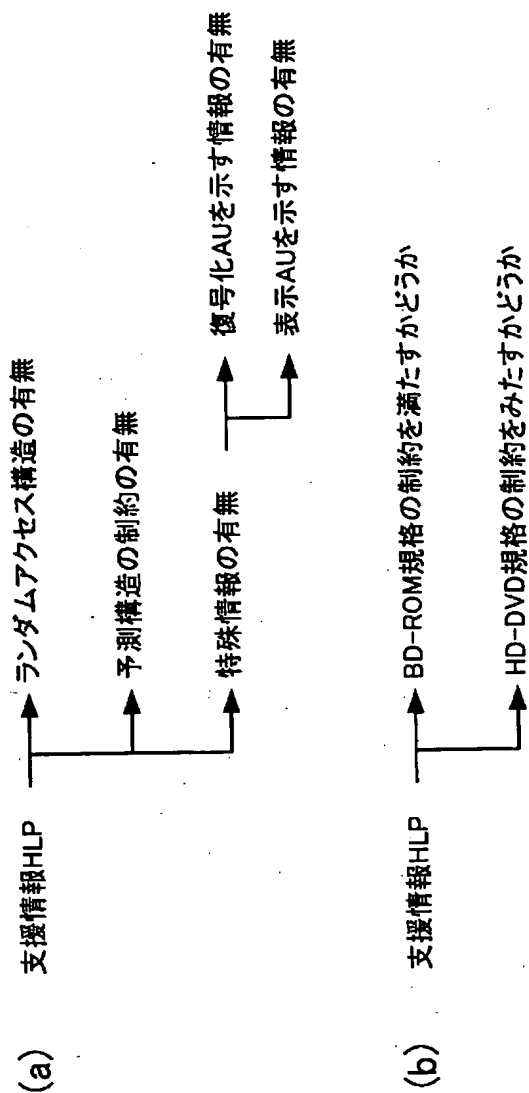 (a)
支援情報HLP
ランダムアクセス構造の有無
予測構造の制約の有無
特殊情報の有無
復号化AUを示す情報の有無
表示AUを示す情報の有無
(b)
支援情報HLP
BD-ROM規格の制約を満たすかどうか
HD-DVD規格の制約をみたすかどうか